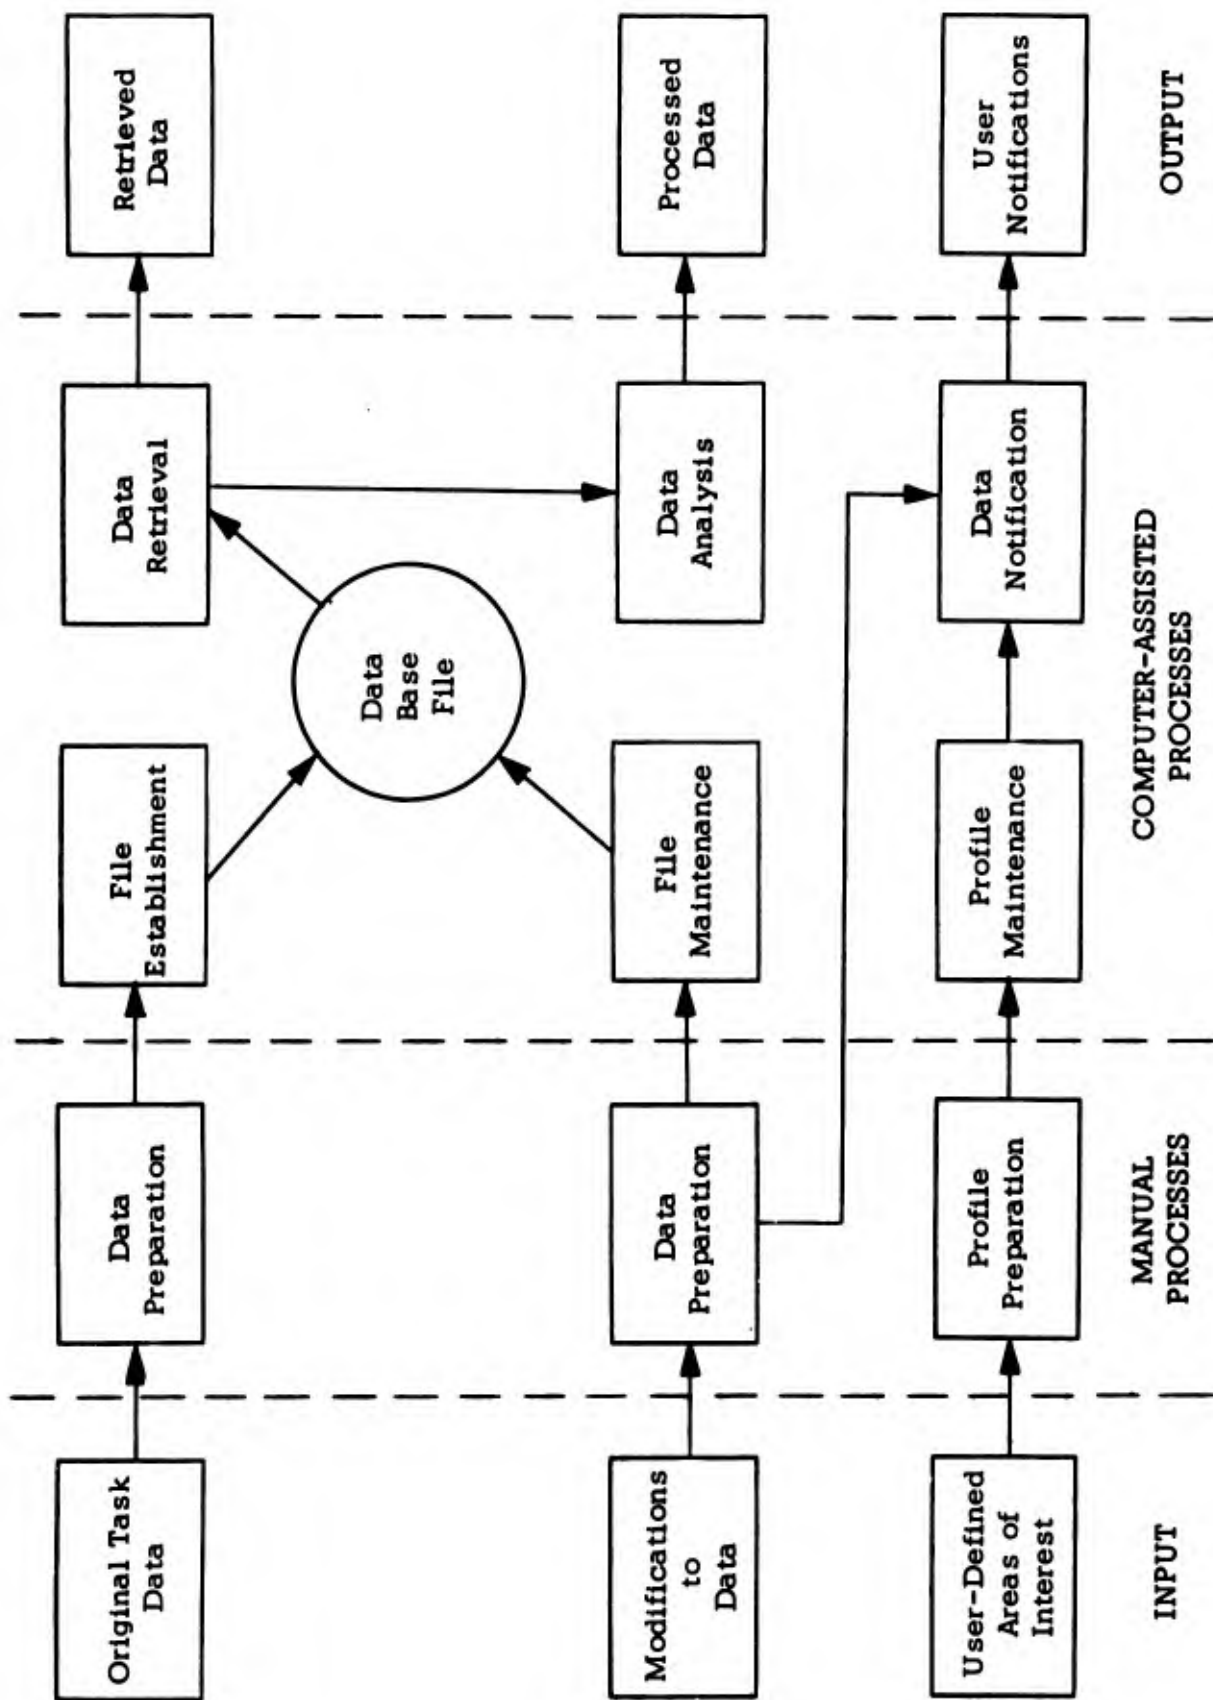 Original Task
Data
Data
Preparation
File
Establishment
Data
Retrieval
Retrieved
Data
Data
Base
File
Modifications
to
Data
Data
Preparation
File
Maintenance
Data
Analysis
Processed
Data
User-Defined
Areas of
Interest
Profile
Preparation
Profile
Maintenance
Data
Notification
User
Notifications
INPUT
MANUAL
PROCESSES
COMPUTER-ASSISTED
PROCESSES
OUTPUT